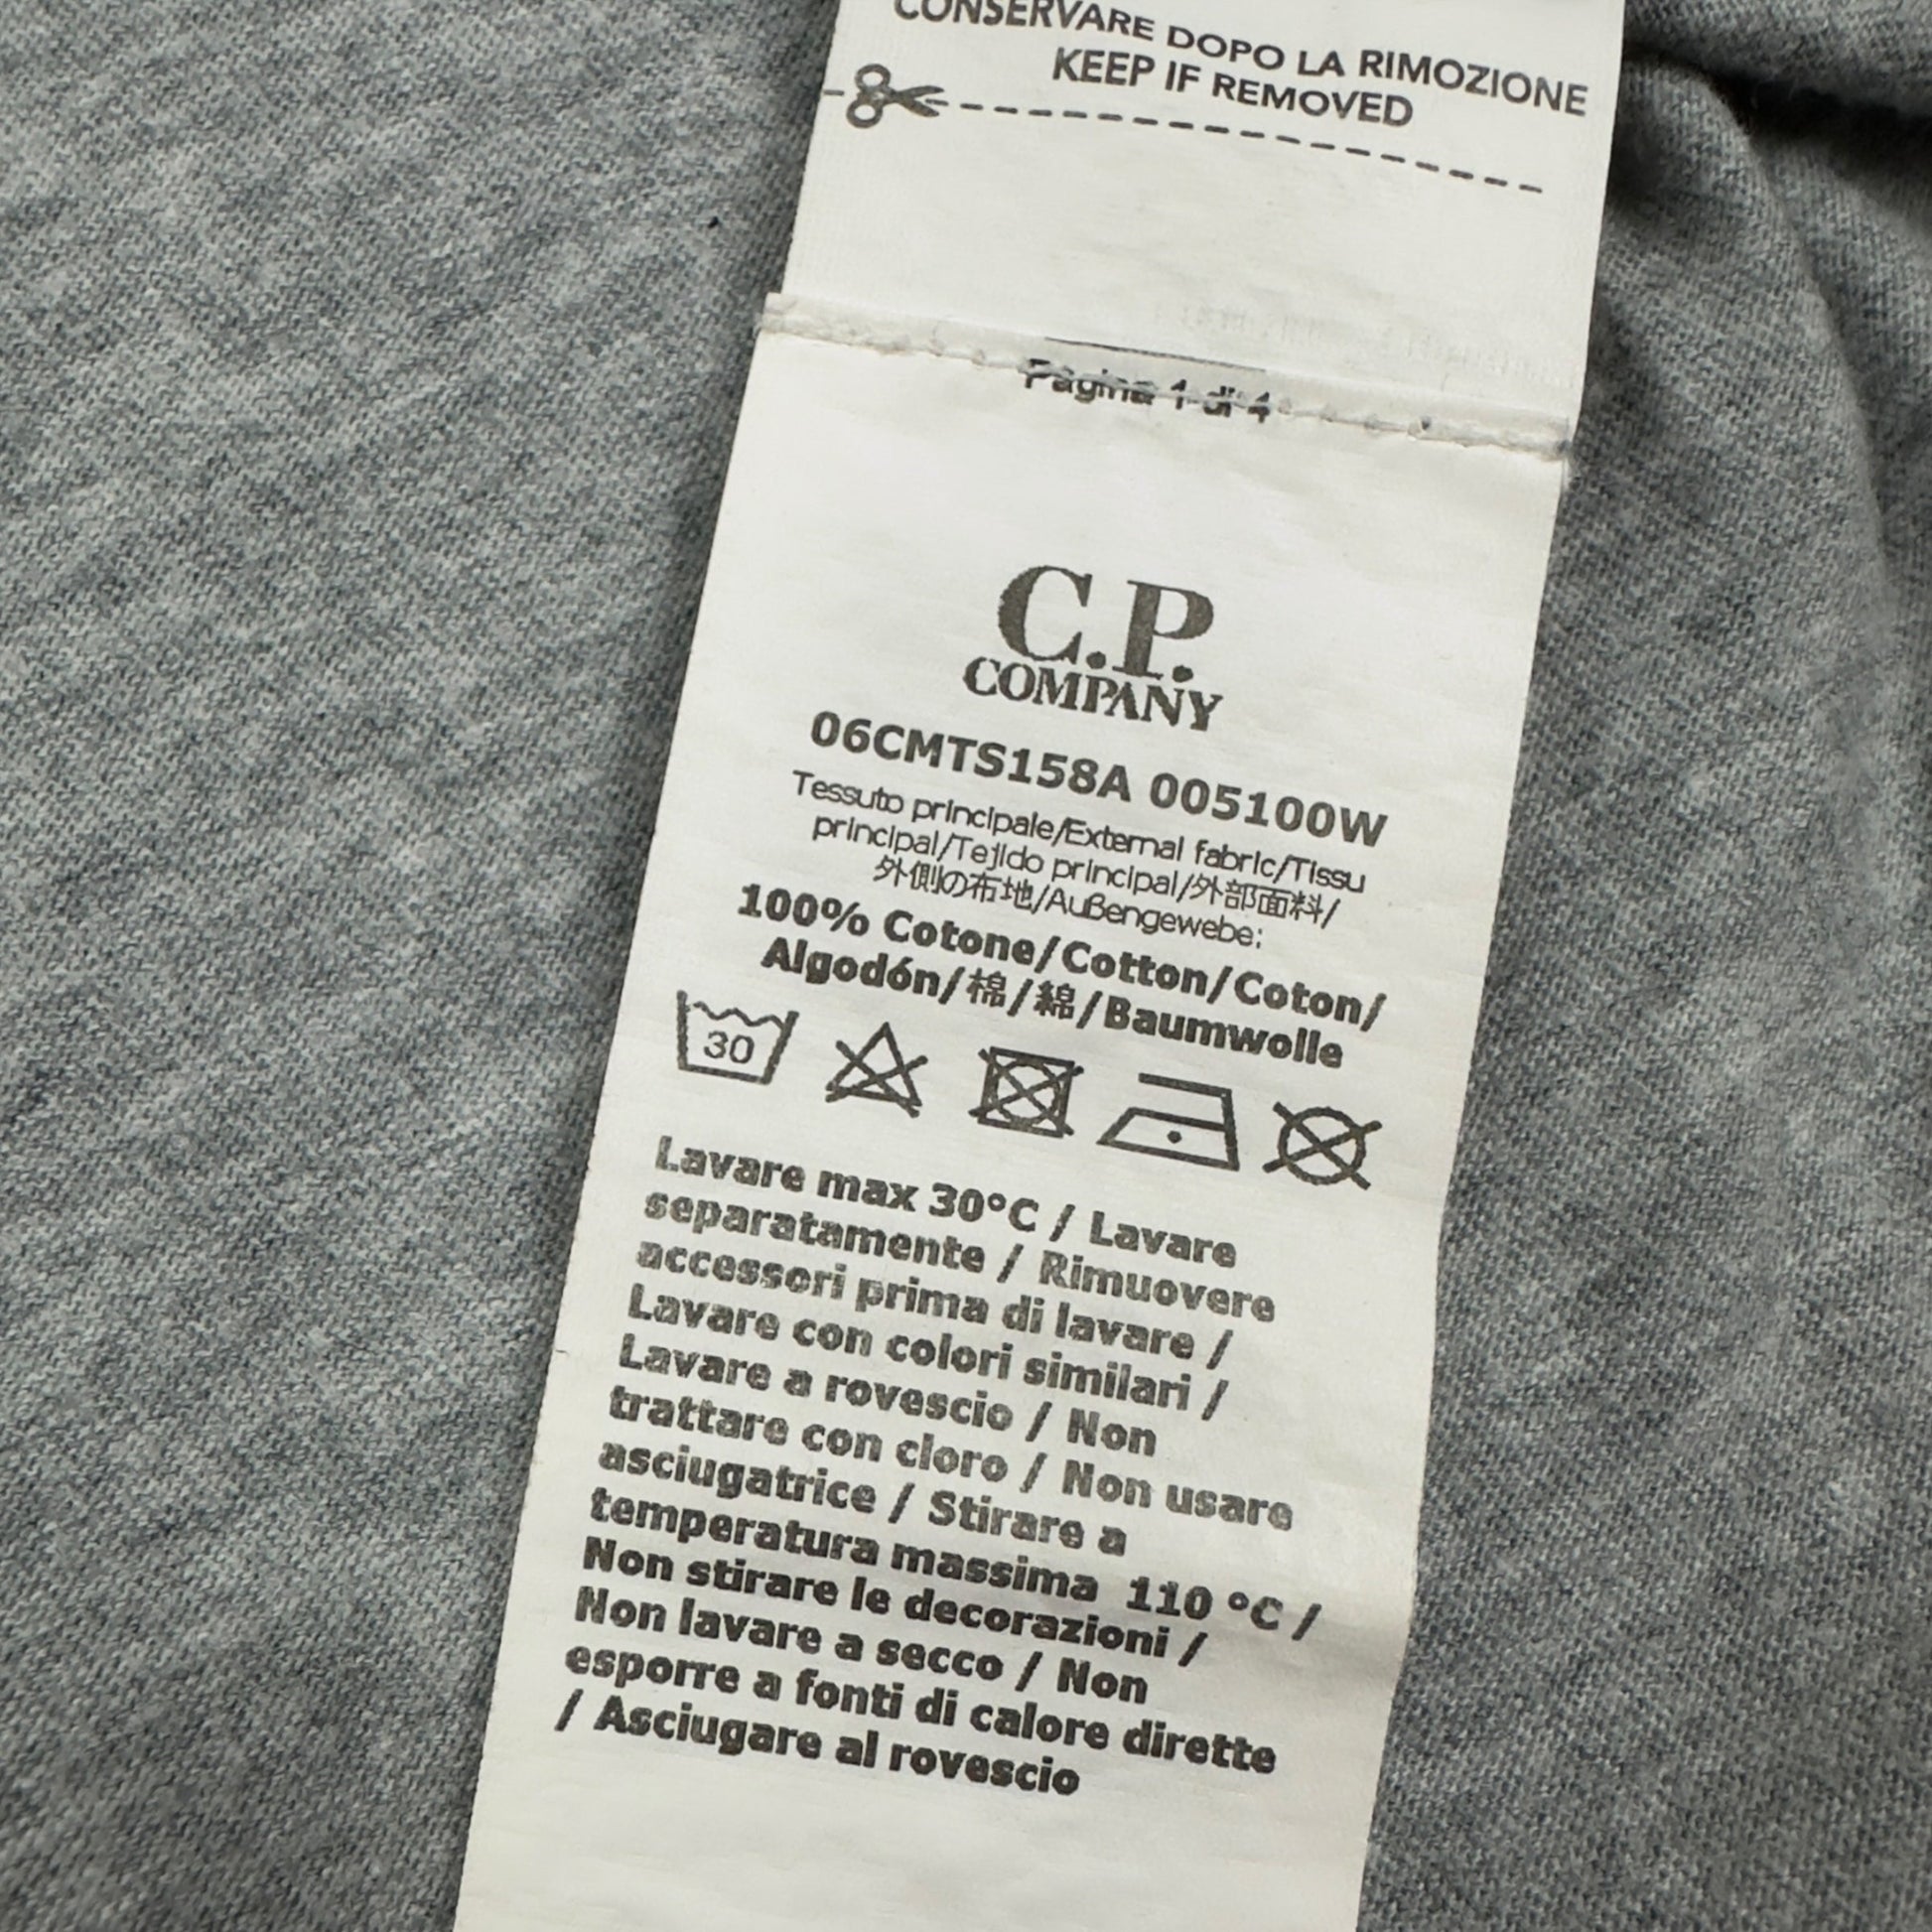 CONSERVARE DOPO LA RIMOZIONE
KEEP IF REMOVED
Pagina 1 di 4
C.P.
COMPANY
06CMTS158A 005100W
Tessuto principale/External fabric/Tissu
principal/Tejido principal/外部面料/
外側の布地/Außengewebe:
100% Cotone/Cotton/Coton/
Algodón/棉/綿/Baumwolle
30
Lavare max 30°C / Lavare
separatamente / Rimuovere
accessori prima di lavare /
Lavare con colori similari /
Lavare a rovescio / Non
trattare con cloro / Non usare
asciugatrice / Stirare a
temperatura massima 110 °C /
Non stirare le decorazioni /
Non lavare a secco / Non
esporre a fonti di calore dirette
/ Asciugare al rovescio